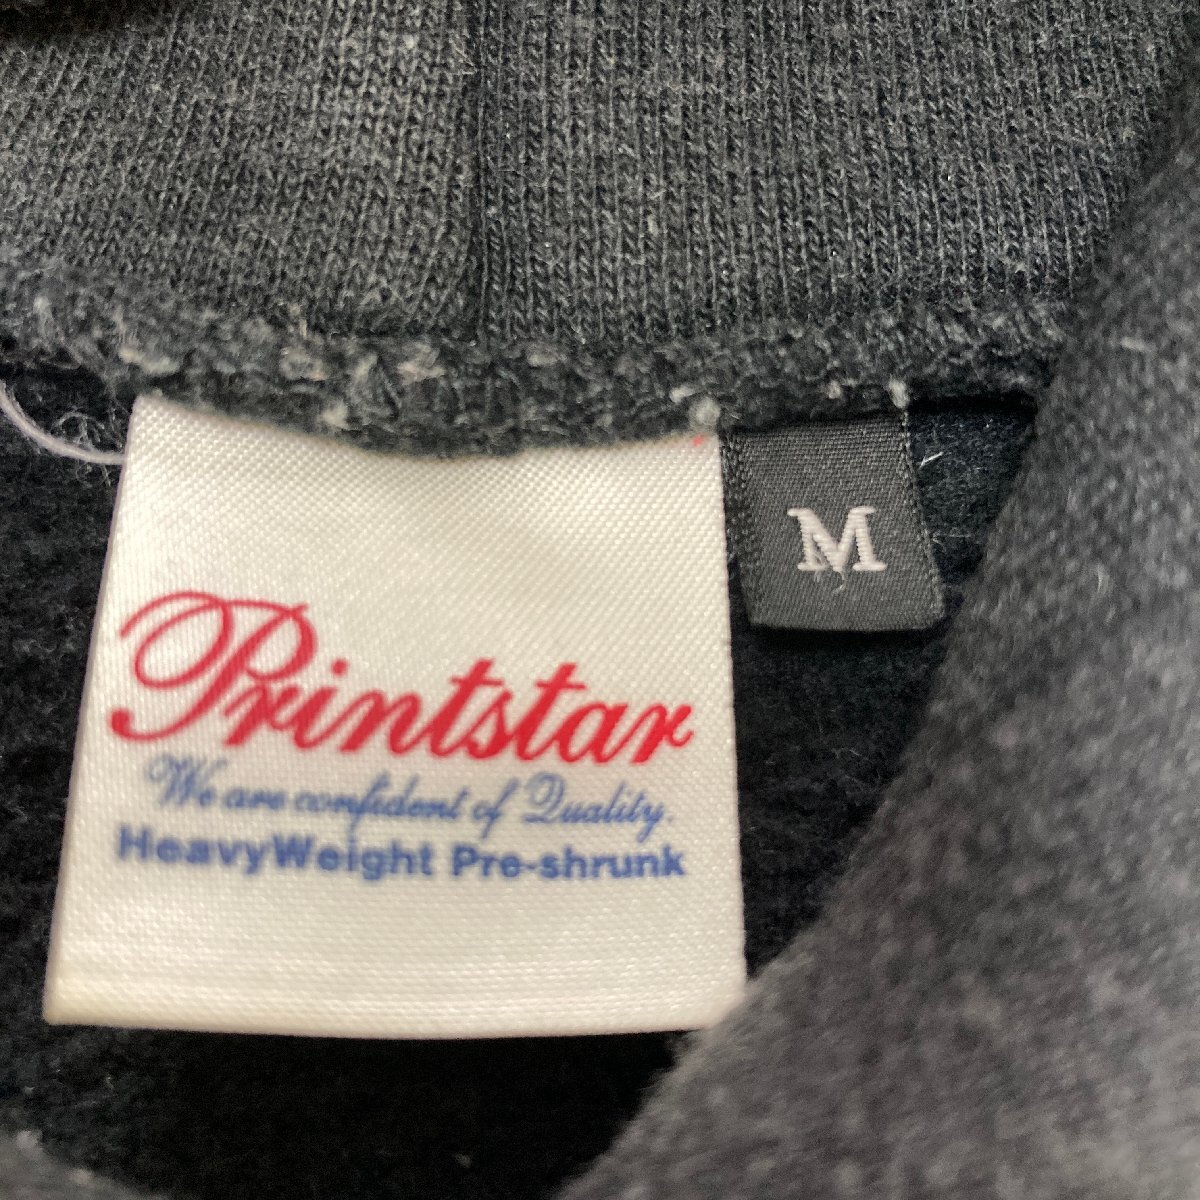 Printstar
We are confident of Quality.
HeavyWeight Pre-shrunk
M